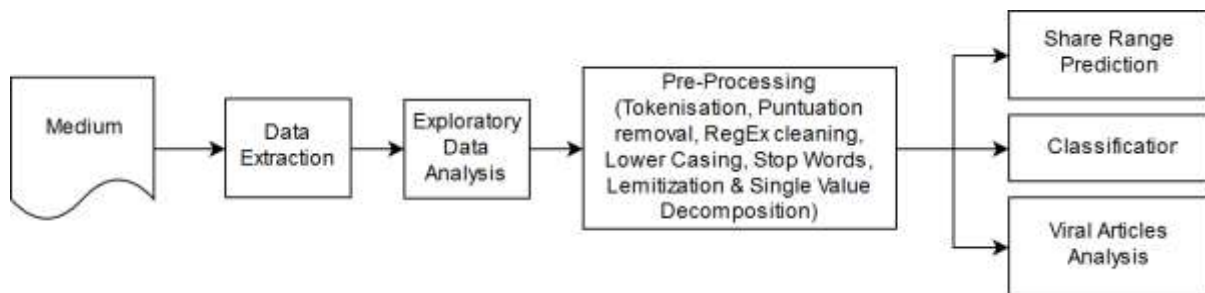 Medium
Data
Extraction
Exploratory
Data
Analysis
Pre-Processing
(Tokenisation, Puntuation
removal, RegEx cleaning,
Lower Casing, Stop Words,
Lemitization & Single Value
Decomposition)
Share Range
Prediction
Classification
Viral Articles
Analysis